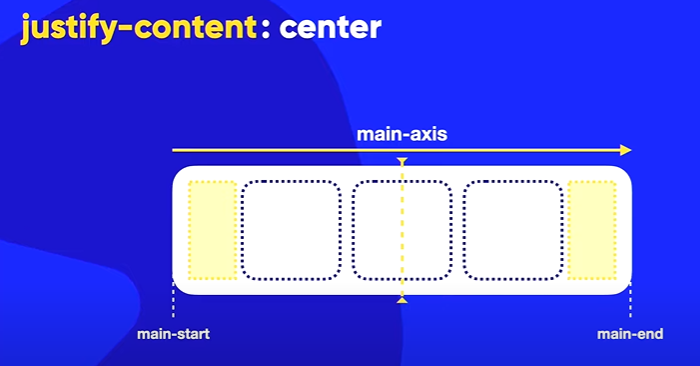 justify-content: center
main-axis
main-start
main-end